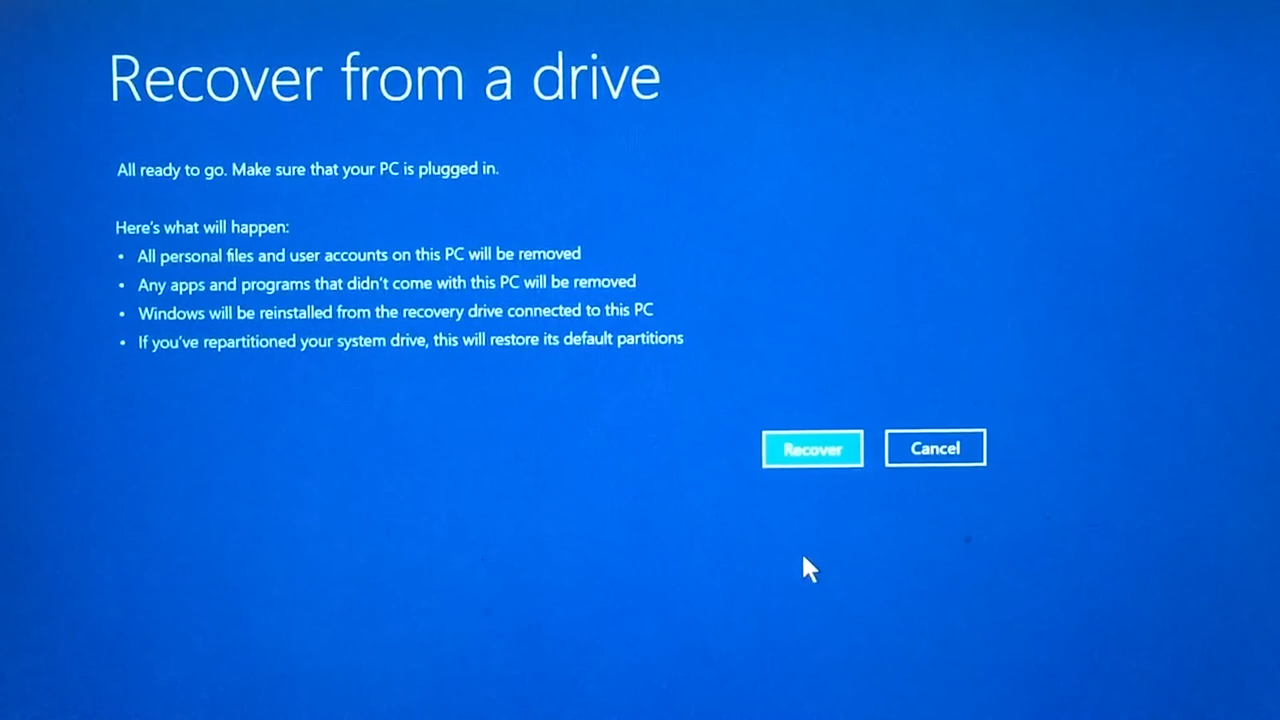 Recover from a drive
All ready to go. Make sure that your PC is plugged in.
Here's what will happen:
• All personal files and user accounts on this PC will be removed
• Any apps and programs that didn't come with this PC will be removed
• Windows will be reinstalled from the recovery drive connected to this PC
• If you've repartitioned your system drive, this will restore its default partitions
Recover Cancel